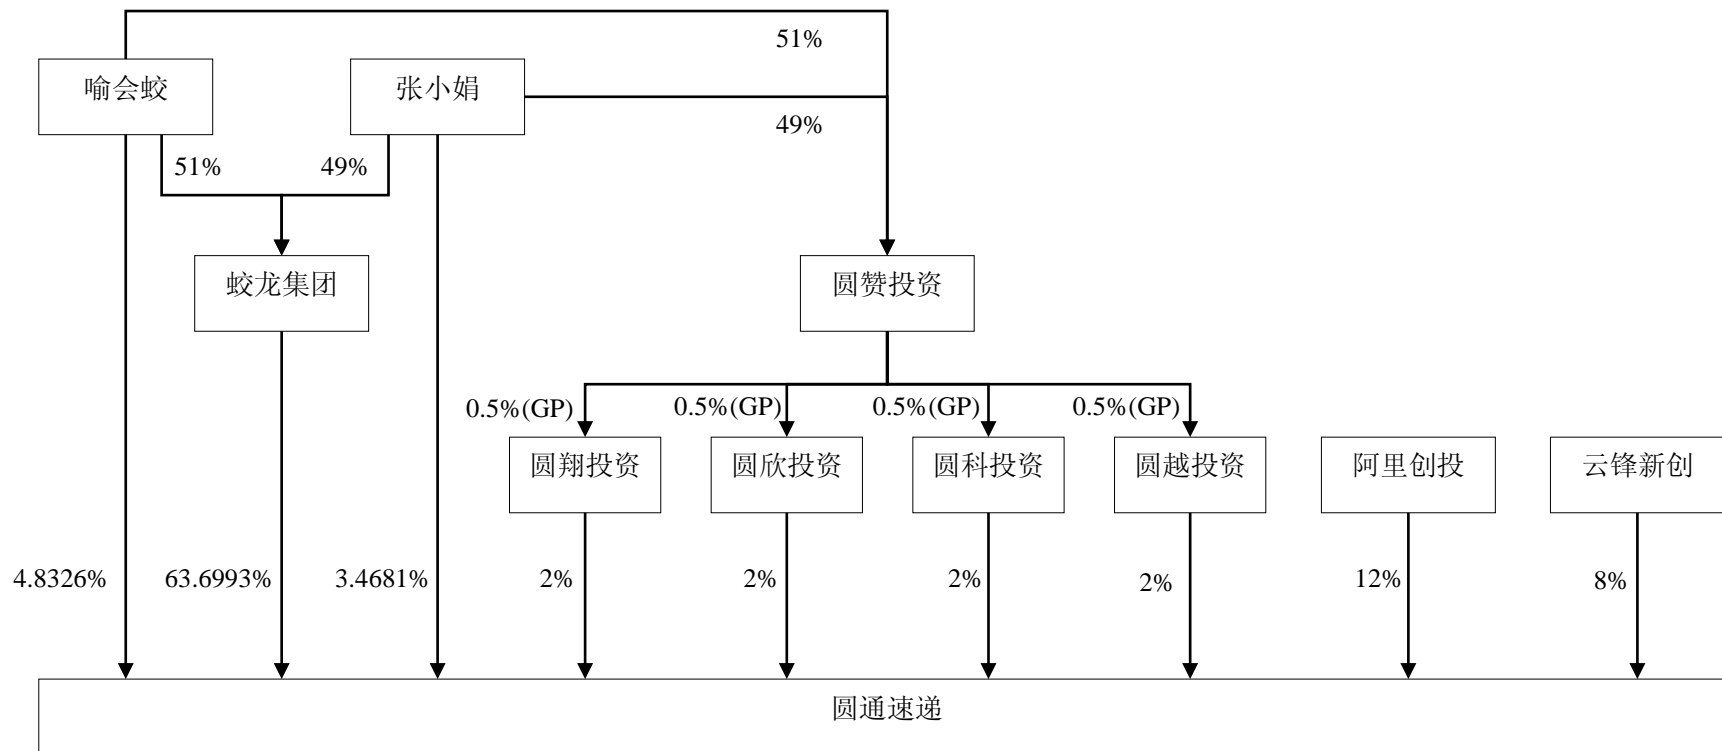 51%
喻会蛟
张小娟
49%
51%
49%
蛟龙集团
圆赞投资
0.5%(GP)
0.5%(GP)
0.5%(GP)
0.5%(GP)
圆翔投资
圆欣投资
圆科投资
圆越投资
阿里创投
云锋新创
4.8326%
63.6993%
3.4681%
2%
2%
2%
2%
12%
8%
圆通速递